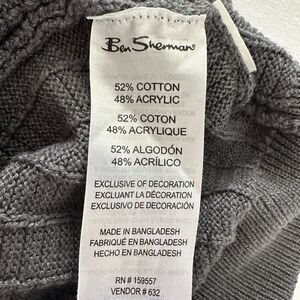 Ben Sherman
52% COTTON
48% ACRYLIC
52% COTON
48% ACRYLIQUE
52% ALGODÓN
48% ACRÍLICO
EXCLUSIVE OF DECORATION
EXCLUANT LA DÉCORATION
EXCLUSIVO DE DECORACIÓN
MADE IN BANGLADESH
FABRIQUÉ EN BANGLADESH
HECHO EN BANGLADESH
RN # 159557
VENDOR # 632